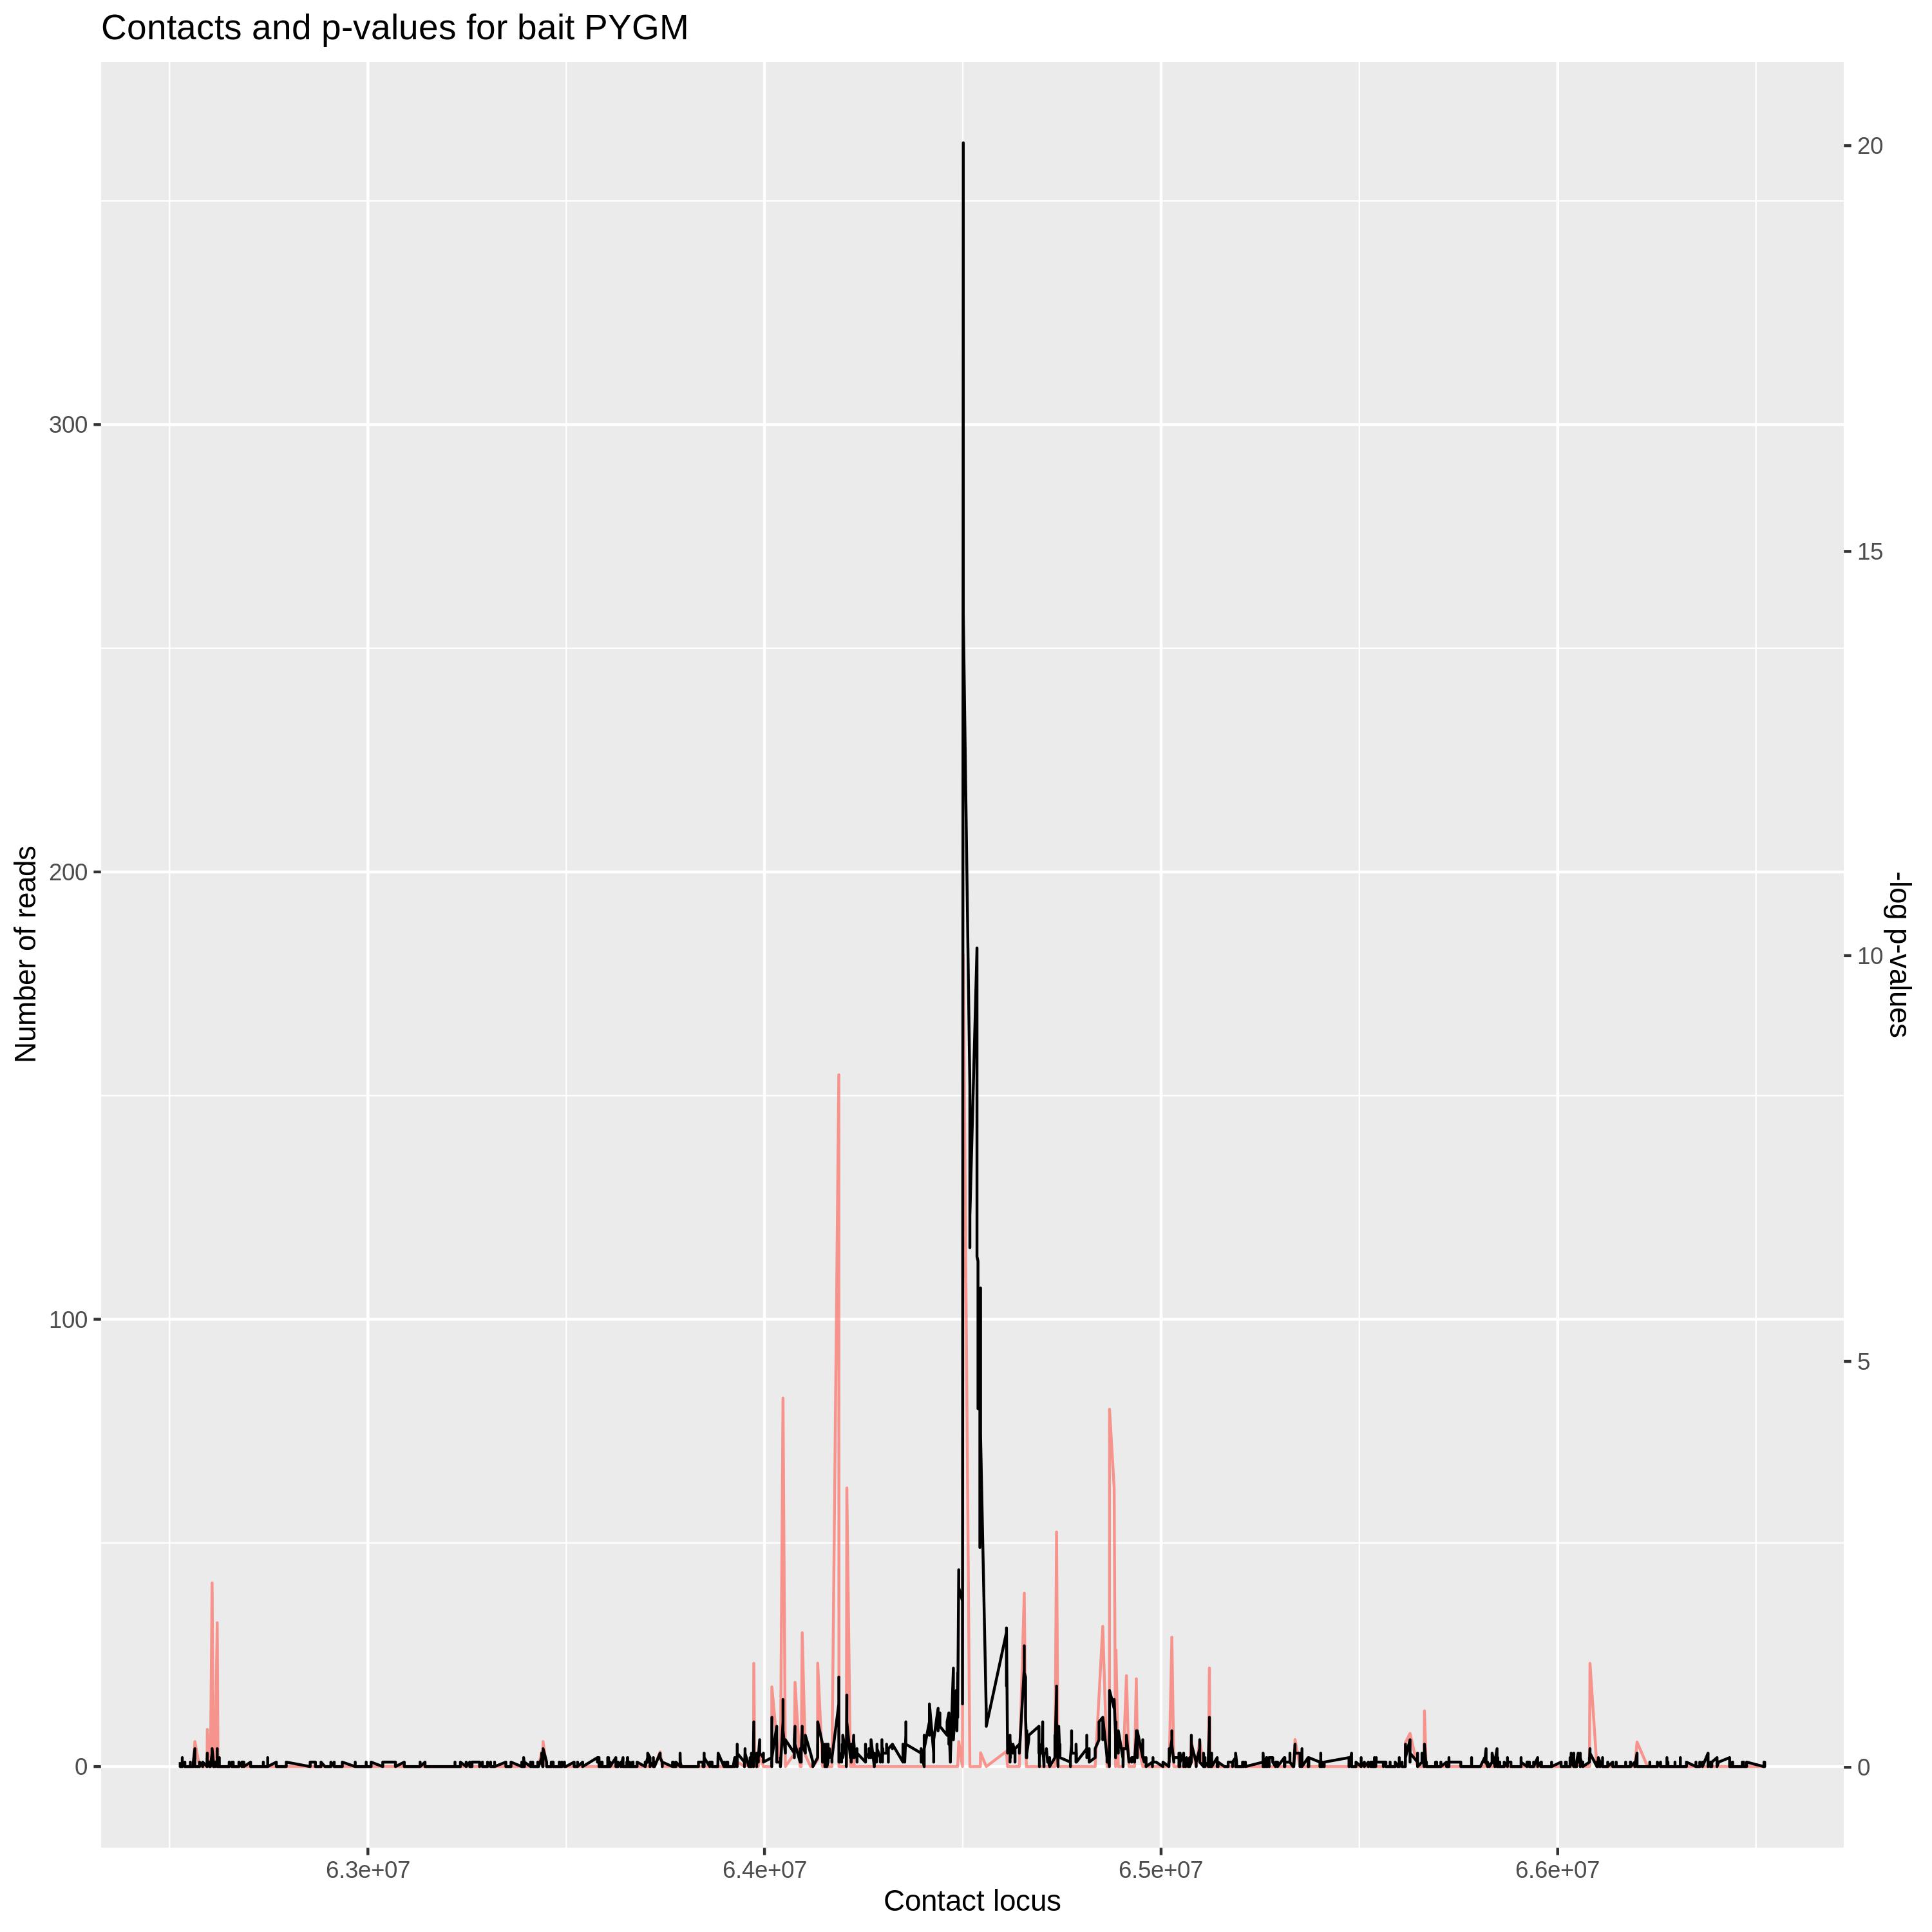 Contacts and p-values for bait PYGM
Number of reads
300
200
100
0
20
15
10
5
0
-log p-values
6.3e+07 6.4e+07 6.5e+07 6.6e+07
Contact locus